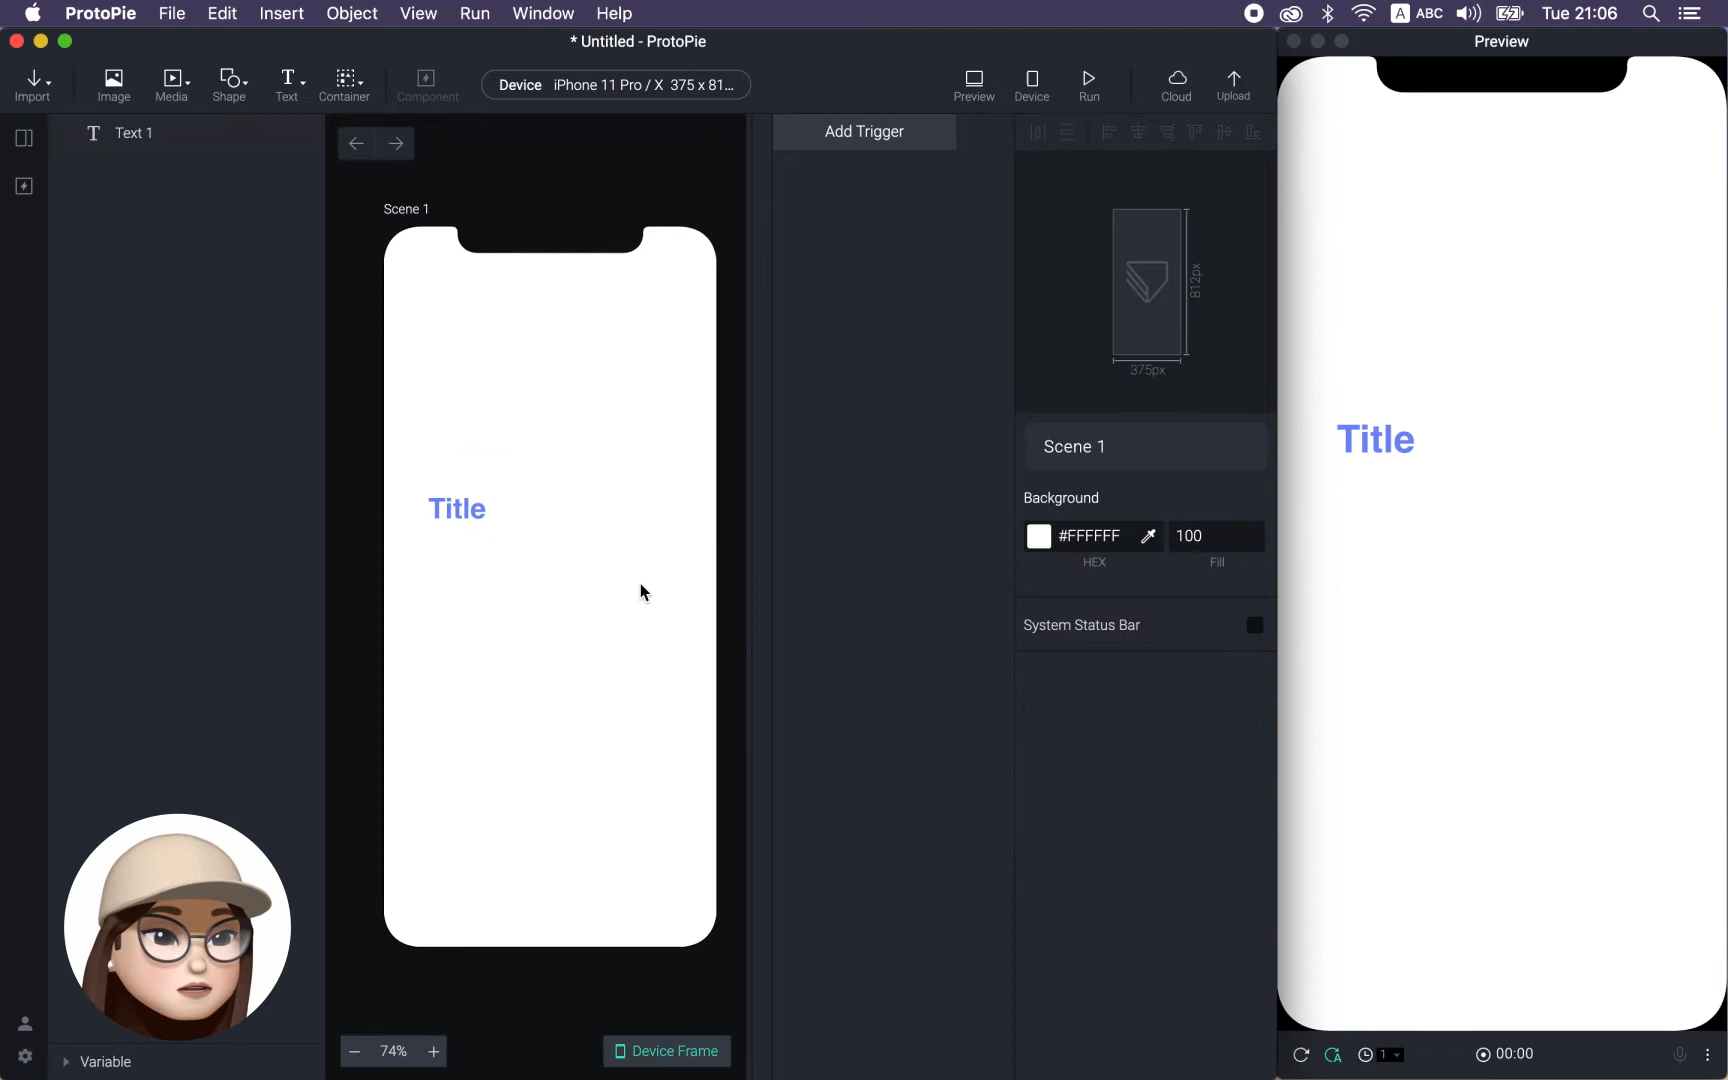 ProtoPie File Edit Insert Object View Run Window Help
A ABC Tue 21:06
* Untitled - ProtoPie
Preview
Import Image Media Shape T Text Container Component
Device iPhone 11 Pro / X 375 x 81...
Preview Device Run Cloud Upload
T Text 1
Add Trigger
Scene 1
Title
812px
375px
Scene 1
Background
#FFFFFF 100
HEX Fill
System Status Bar
Title
Variable
− 74% +
Device Frame
A 1 00:00